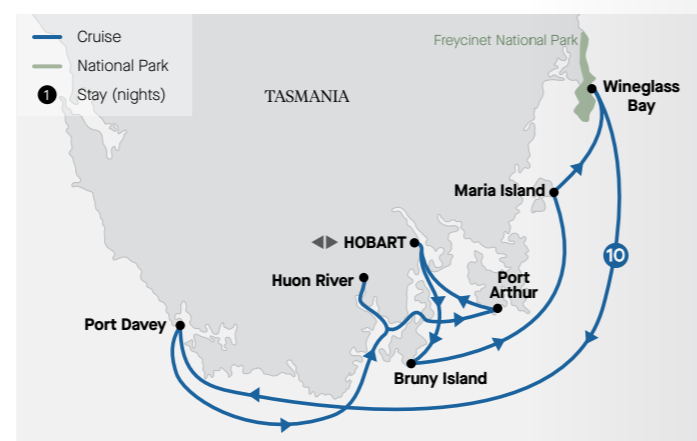 Cruise
National Park
1 Stay (nights)
Freycinet National Park
TASMANIA
Wineglass
Bay
Maria Island
HOBART
10
Huon River
Port
Arthur
Port Davey
Bruny Island